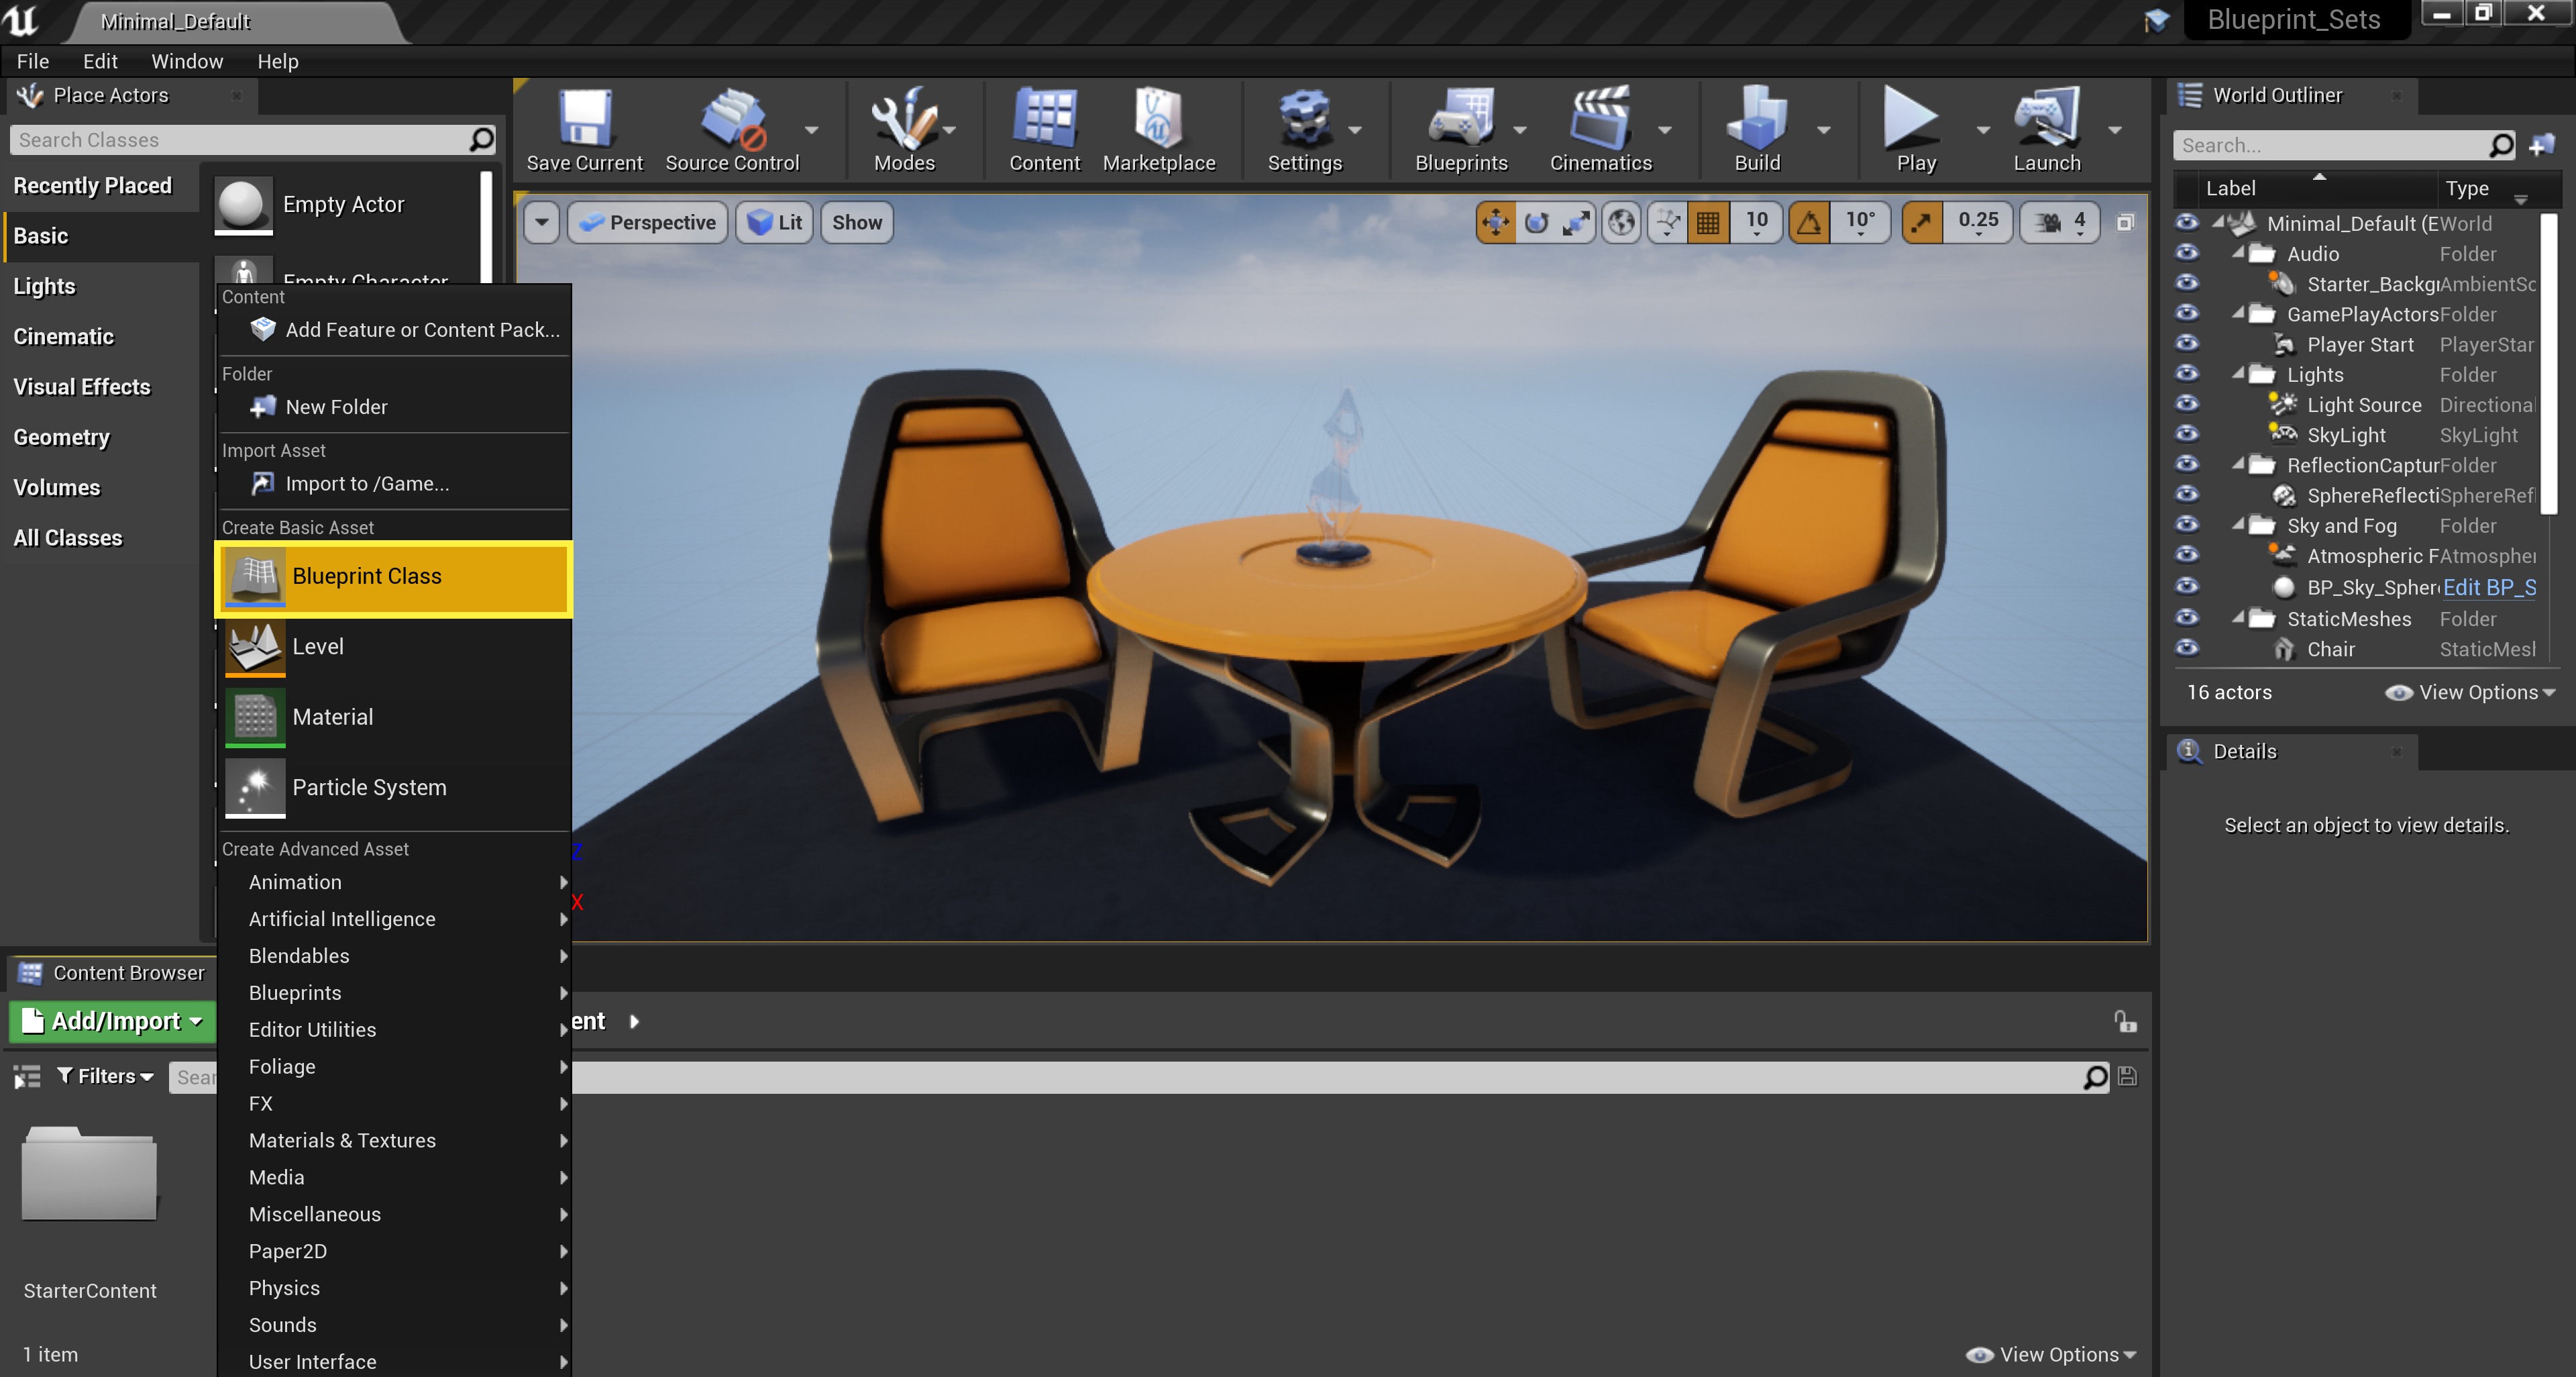 Minimal_Default
Blueprint_Sets
File Edit Window Help
Place Actors
Search Classes
Recently Placed
Basic
Lights
Cinematic
Visual Effects
Geometry
Volumes
All Classes
Empty Actor
Empty Character
Content
Add Feature or Content Pack...
Folder
New Folder
Import Asset
Import to /Game...
Create Basic Asset
Blueprint Class
Level
Material
Particle System
Create Advanced Asset
Animation
Artificial Intelligence
Blendables
Blueprints
Editor Utilities
Foliage
FX
Materials & Textures
Media
Miscellaneous
Paper2D
Physics
Sounds
User Interface
Save Current Source Control Modes Content Marketplace Settings Blueprints Cinematics Build Play Launch
Perspective Lit Show
10 10° 0.25 4
Z
X
World Outliner
Search...
Label Type
Minimal_Default (E World
Audio Folder
Starter_Backgr AmbientSo
GamePlayActors Folder
Player Start PlayerStar
Lights Folder
Light Source Directional
SkyLight SkyLight
ReflectionCaptur Folder
SphereReflecti SphereRefl
Sky and Fog Folder
Atmospheric F Atmospher
BP_Sky_Spher Edit BP_S
StaticMeshes Folder
Chair StaticMesh
16 actors View Options
Details
Select an object to view details.
Content Browser
Add/Import
ent
Filters
Sear
StarterContent
1 item
View Options